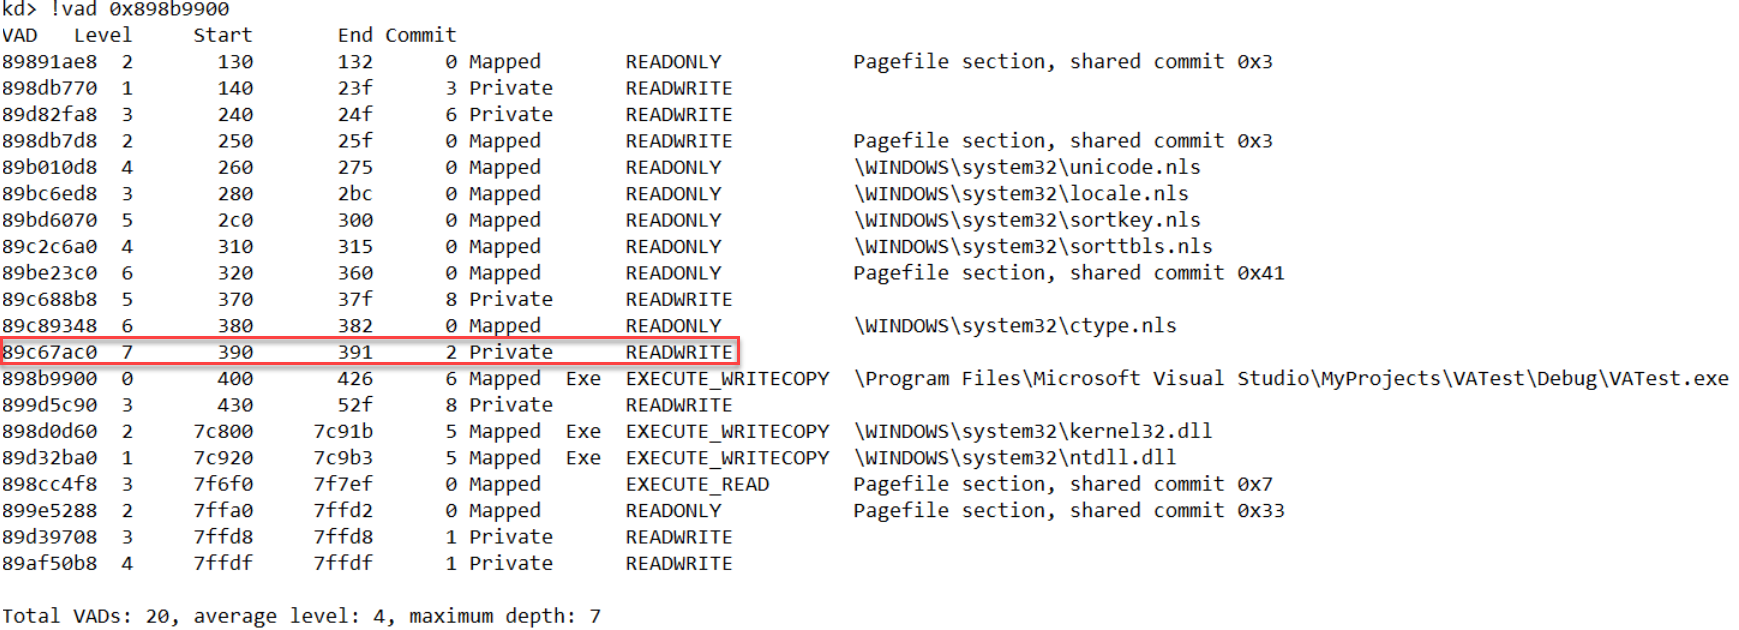 kd> !vad 0x898b9900
VAD   Level     Start       End Commit
89891ae8  2       130       132      0 Mapped       READONLY           Pagefile section, shared commit 0x3
898db770  1       140       23f      3 Private      READWRITE
89d82fa8  3       240       24f      6 Private      READWRITE
898db7d8  2       250       25f      0 Mapped       READWRITE          Pagefile section, shared commit 0x3
89b010d8  4       260       275      0 Mapped       READONLY           \WINDOWS\system32\unicode.nls
89bc6ed8  3       280       2bc      0 Mapped       READONLY           \WINDOWS\system32\locale.nls
89bd6070  5       2c0       300      0 Mapped       READONLY           \WINDOWS\system32\sortkey.nls
89c2c6a0  4       310       315      0 Mapped       READONLY           \WINDOWS\system32\sorttbls.nls
89be23c0  6       320       360      0 Mapped       READONLY           Pagefile section, shared commit 0x41
89c688b8  5       370       37f      8 Private      READWRITE
89c89348  6       380       382      0 Mapped       READONLY           \WINDOWS\system32\ctype.nls
89c67ac0  7       390       391      2 Private      READWRITE
898b9900  0       400       426      6 Mapped  Exe  EXECUTE_WRITECOPY  \Program Files\Microsoft Visual Studio\MyProjects\VATest\Debug\VATest.exe
899d5c90  3       430       52f      8 Private      READWRITE
898d0d60  2     7c800     7c91b      5 Mapped  Exe  EXECUTE_WRITECOPY  \WINDOWS\system32\kernel32.dll
89d32ba0  1     7c920     7c9b3      5 Mapped  Exe  EXECUTE_WRITECOPY  \WINDOWS\system32\ntdll.dll
898cc4f8  3     7f6f0     7f7ef      0 Mapped       EXECUTE_READ       Pagefile section, shared commit 0x7
899e5288  2     7ffa0     7ffd2      0 Mapped       READONLY           Pagefile section, shared commit 0x33
89d39708  3     7ffd8     7ffd8      1 Private      READWRITE
89af50b8  4     7ffdf     7ffdf      1 Private      READWRITE
Total VADs: 20, average level: 4, maximum depth: 7